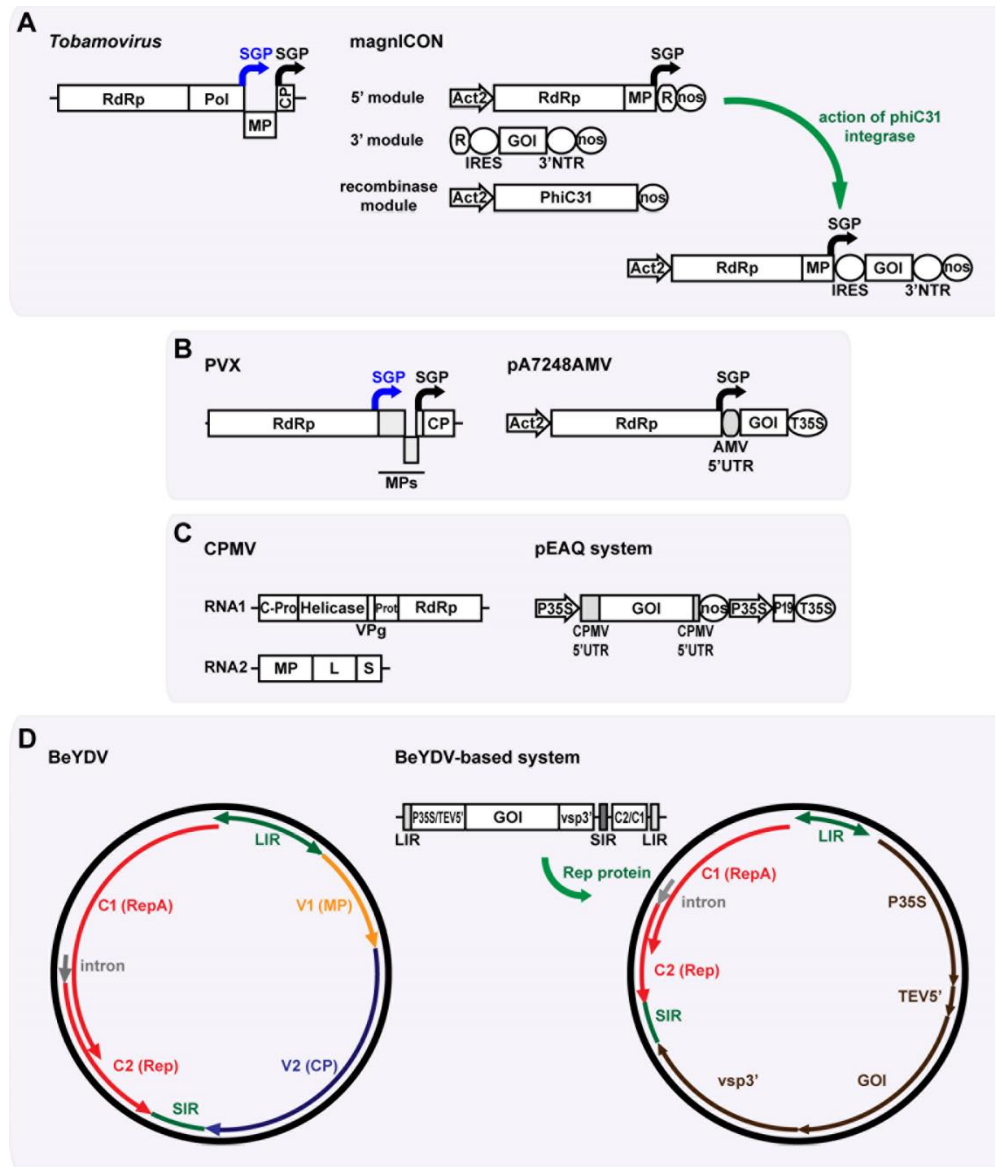 A
Tobamovirus
SGP
SGP
RdRp
Pol
CP
MP
magnICON
5' module
Act2
RdRp
MP
SGP
R
nos
3' module
R
IRES
GOI
3'NTR
nos
recombinase
module
Act2
PhiC31
nos
action of phiC31
integrase
SGP
Act2
RdRp
MP
IRES
GOI
3'NTR
nos
B
PVX
SGP
SGP
RdRp
CP
MPs
pA7248AMV
SGP
Act2
RdRp
AMV
5'UTR
GOI
T35S
C
CPMV
RNA1
C-Pro
Helicase
VPg
Prot
RdRp
RNA2
MP
L
S
pEAQ system
P35S
GOI
nos
P35S
P19
T35S
CPMV
5'UTR
CPMV
5'UTR
D
BeYDV
LIR
C1 (RepA)
V1 (MP)
intron
C2 (Rep)
V2 (CP)
SIR
BeYDV-based system
P35S/TEV5'
GOI
vsp3'
C2/C1
LIR
SIR
LIR
Rep protein
LIR
C1 (RepA)
intron
P35S
C2 (Rep)
TEV5'
SIR
vsp3'
GOI